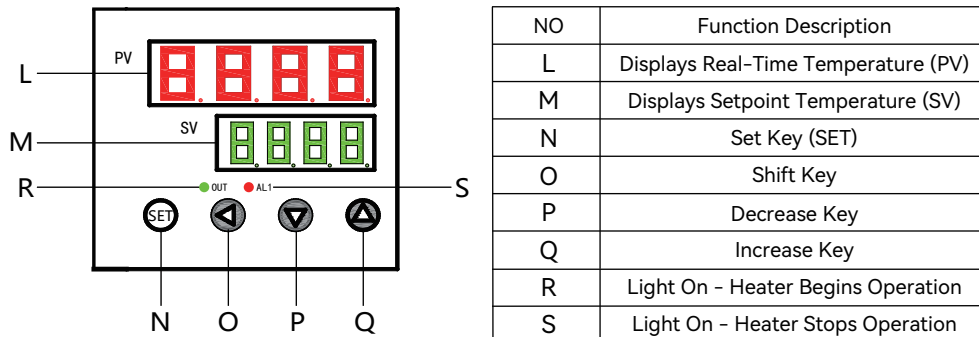 PV
L
M
SV
R
OUT
AL1
S
SET
N O P Q
NO Function Description
L Displays Real-Time Temperature (PV)
M Displays Setpoint Temperature (SV)
N Set Key (SET)
O Shift Key
P Decrease Key
Q Increase Key
R Light On - Heater Begins Operation
S Light On - Heater Stops Operation